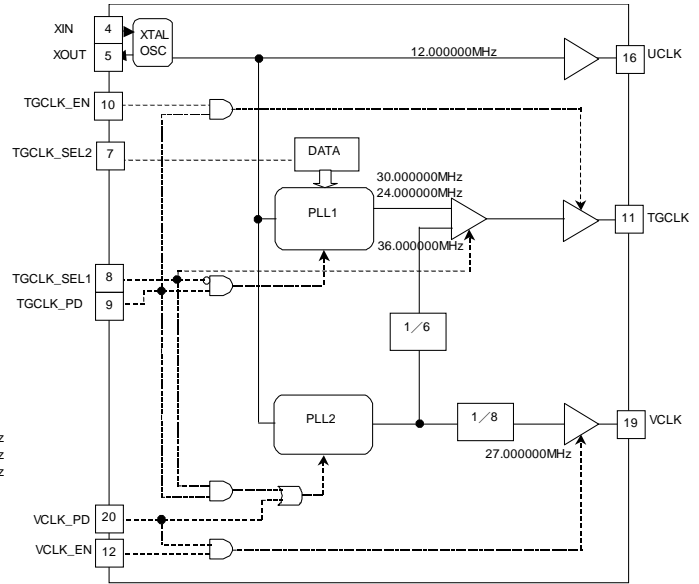 XIN
4
XTAL
OSC
XOUT
5
12.000000MHz
16
UCLK
TGCLK_EN
10
TGCLK_SEL2
7
DATA
30.000000MHz
24.000000MHz
PLL1
11
TGCLK
36.000000MHz
TGCLK_SEL1
8
TGCLK_PD
9
1/6
PLL2
1/8
19
VCLK
27.000000MHz
z
z
z
VCLK_PD
20
VCLK_EN
12